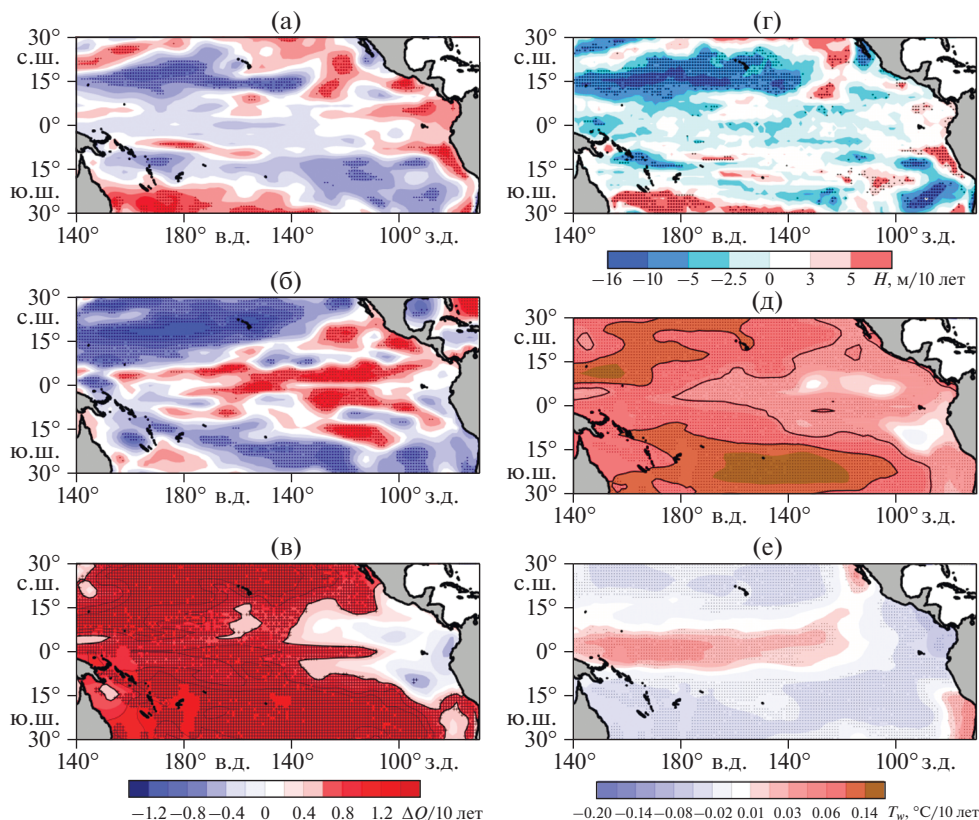 (а)
30°
с.ш.
15°
0°
15°
ю.ш.
30°
140° 180° в.д. 140° 100° з.д.
(г)
30°
с.ш.
15°
0°
15°
ю.ш.
30°
140° 180° в.д. 140° 100° з.д.
−16 −10 −5 −2.5 0 3 5 H, м/10 лет
(б)
30°
с.ш.
15°
0°
15°
ю.ш.
30°
140° 180° в.д. 140° 100° з.д.
(д)
30°
с.ш.
15°
0°
15°
ю.ш.
30°
140° 180° в.д. 140° 100° з.д.
(в)
30°
с.ш.
15°
0°
15°
ю.ш.
30°
140° 180° в.д. 140° 100° з.д.
−1.2 −0.8 −0.4 0 0.4 0.8 1.2 ΔO/10 лет
(е)
30°
с.ш.
15°
0°
15°
ю.ш.
30°
140° 180° в.д. 140° 100° з.д.
−0.20 −0.14 −0.08 −0.02 0.01 0.03 0.06 0.14 Tw, °C/10 лет